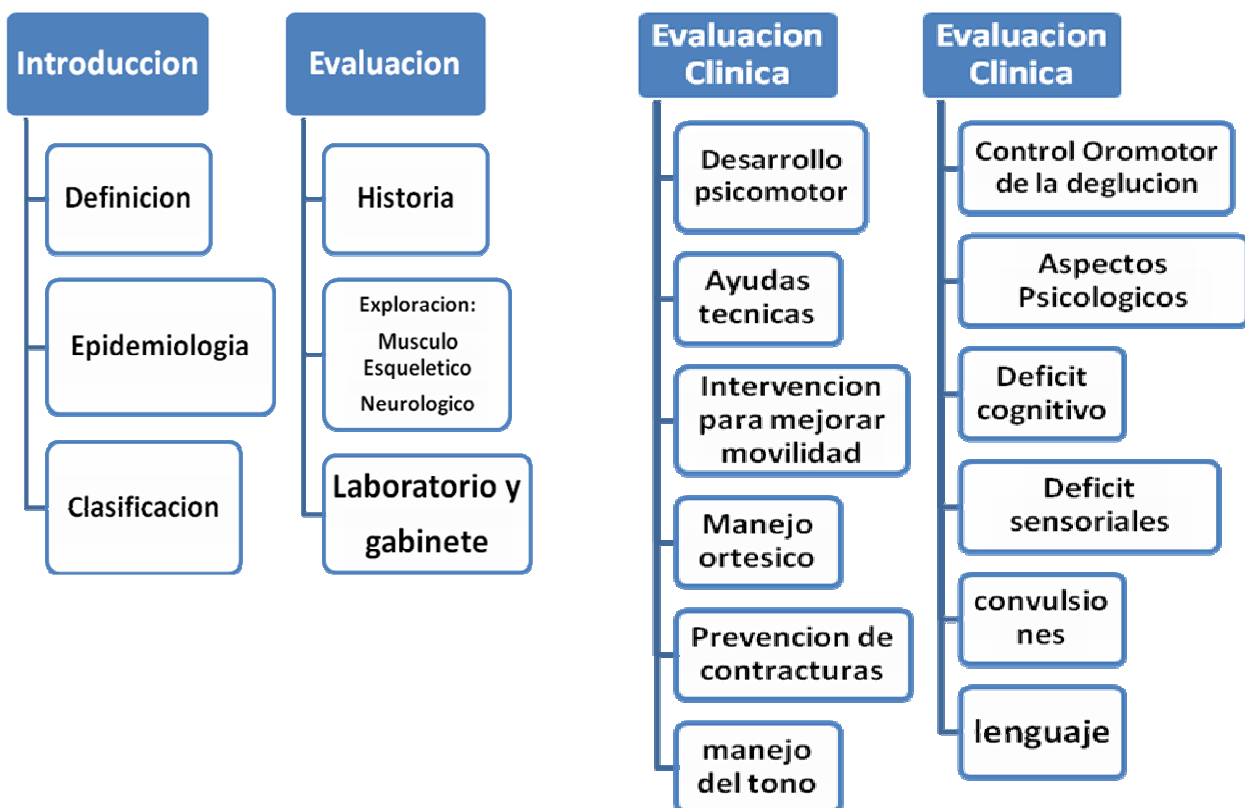 Introduccion
Definicion
Epidemiologia
Clasificacion
Evaluacion
Historia
Exploracion:
Musculo
Esqueletico
Neurologico
Laboratorio y
gabinete
Evaluacion
Clinica
Desarrollo
psicomotor
Ayudas
tecnicas
Intervencion
para mejorar
movilidad
Manejo
ortesico
Prevencion de
contracturas
manejo
del tono
Evaluacion
Clinica
Control Oromotor
de la deglucion
Aspectos
Psicologicos
Deficit
cognitivo
Deficit
sensoriales
convulsio
nes
lenguaje